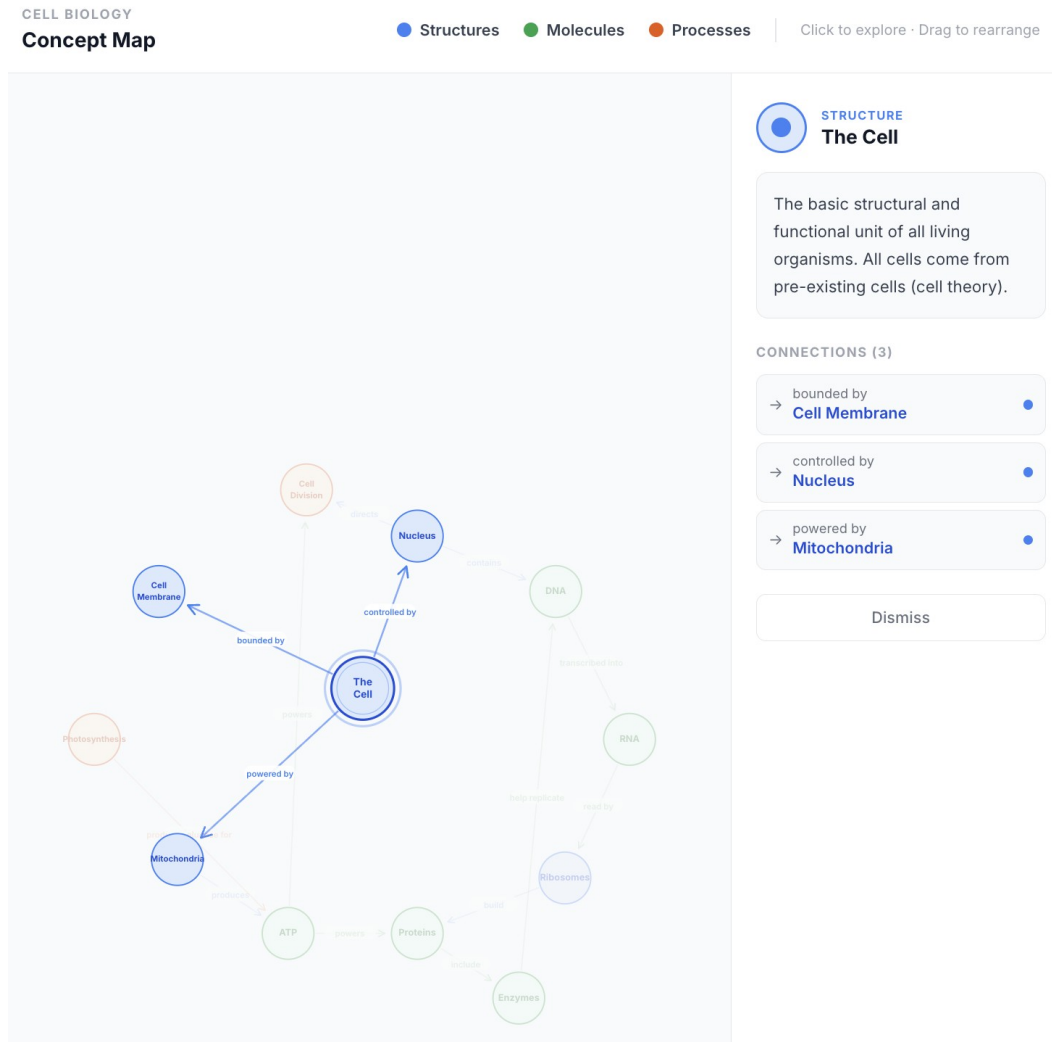 CELL BIOLOGY
Concept Map
Structures
Molecules
Processes
Click to explore · Drag to rearrange
STRUCTURE
The Cell
The basic structural and
functional unit of all living
organisms. All cells come from
pre-existing cells (cell theory).
CONNECTIONS (3)
→ bounded by
Cell Membrane
→ controlled by
Nucleus
→ powered by
Mitochondria
Dismiss
Cell
Division
directs
Nucleus
contains
Cell
Membrane
DNA
controlled by
bounded by
transcribed into
The
Cell
powers
Photosynthesis
RNA
powered by
help replicate
read by
for
Mitochondria
Ribosomes
produces
build
ATP
powers
Proteins
include
Enzymes